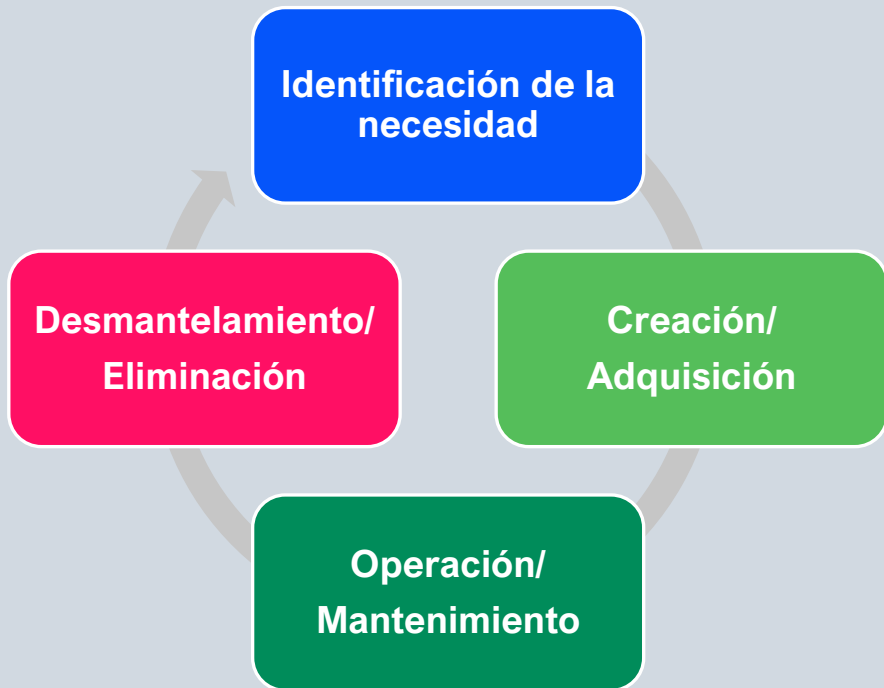 Identificación de la
necesidad
Creación/
Adquisición
Operación/
Mantenimiento
Desmantelamiento/
Eliminación